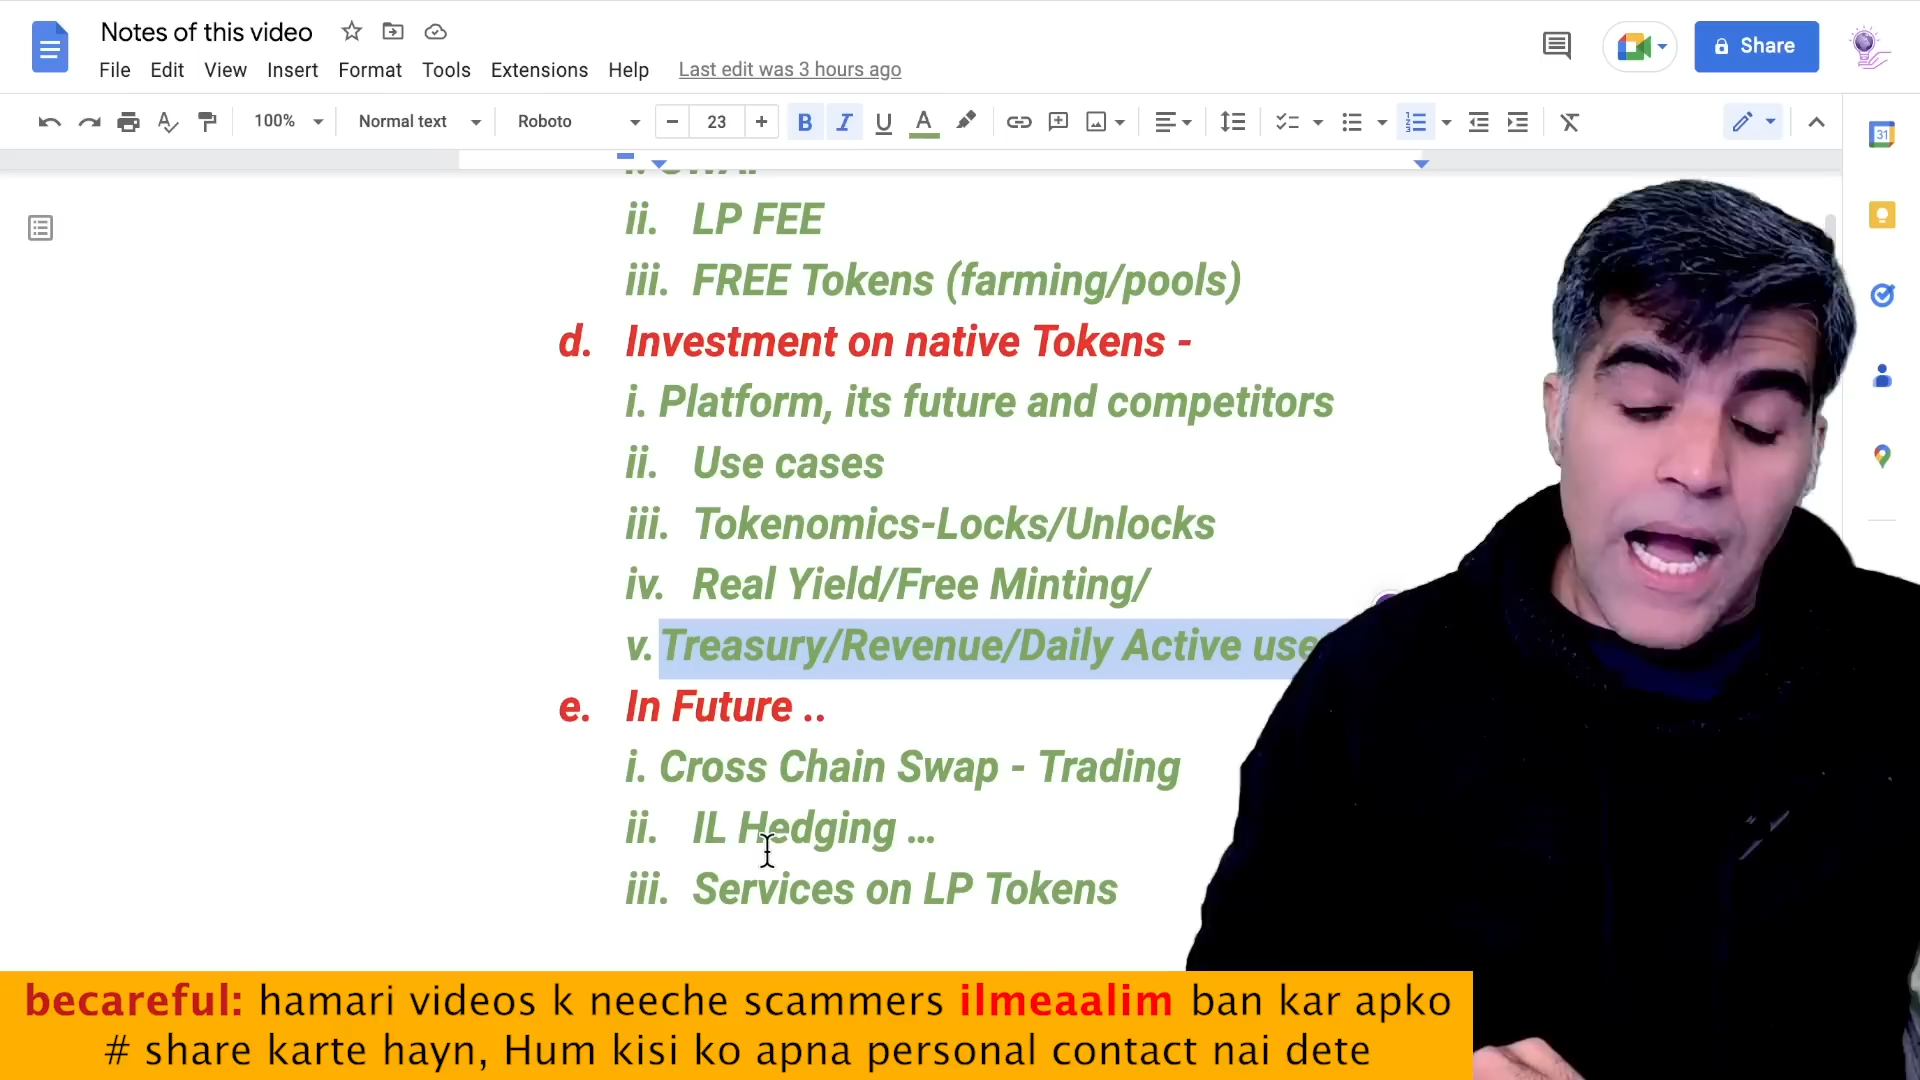 Notes of this video
File Edit View Insert Format Tools Extensions Help Last edit was 3 hours ago
Share
100% Normal text Roboto 23 B I U A
31
ii. LP FEE
iii. FREE Tokens (farming/pools)
d. Investment on native Tokens -
i. Platform, its future and competitors
ii. Use cases
iii. Tokenomics-Locks/Unlocks
iv. Real Yield/Free Minting/
v. Treasury/Revenue/Daily Active use
e. In Future ..
i. Cross Chain Swap - Trading
ii. IL Hedging ...
iii. Services on LP Tokens
becareful: hamari videos k neeche scammers ilmeaalim ban kar apko
# share karte hayn, Hum kisi ko apna personal contact nai dete